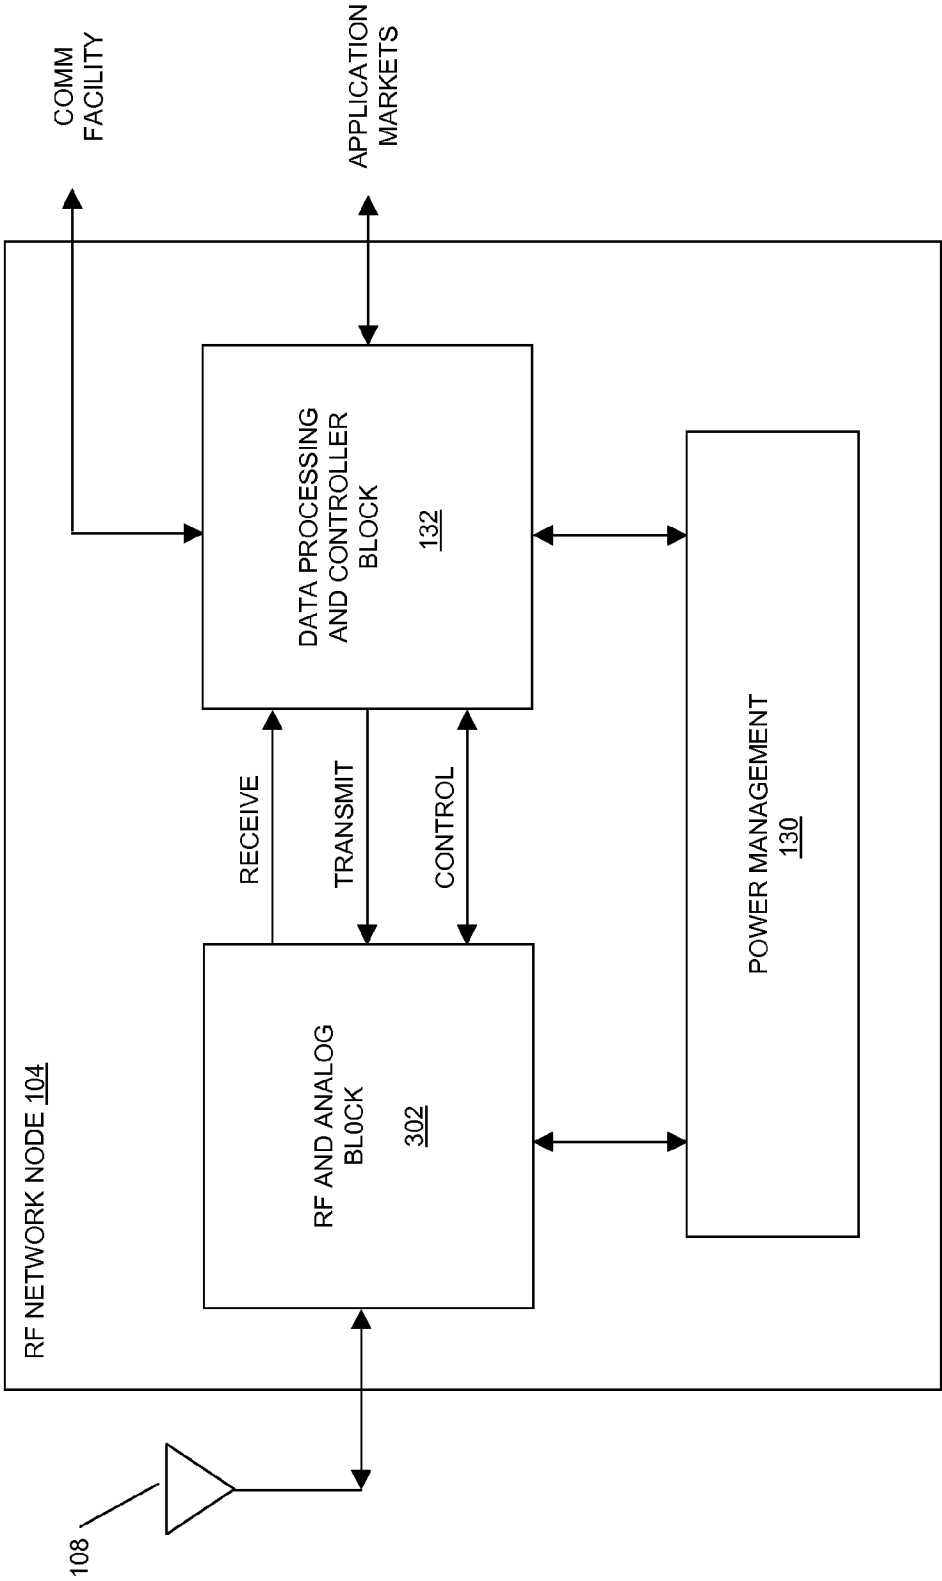 RF NETWORK NODE 104
108
RF AND ANALOG
BL0CK
302
RECEIVE
TRANSMIT
CONTROL
DATA PROCESSING
AND CONTROLLER
BLOCK
132
POWER MANAGEMENT
130
COMM
FACILITY
APPLICATION
MARKETS